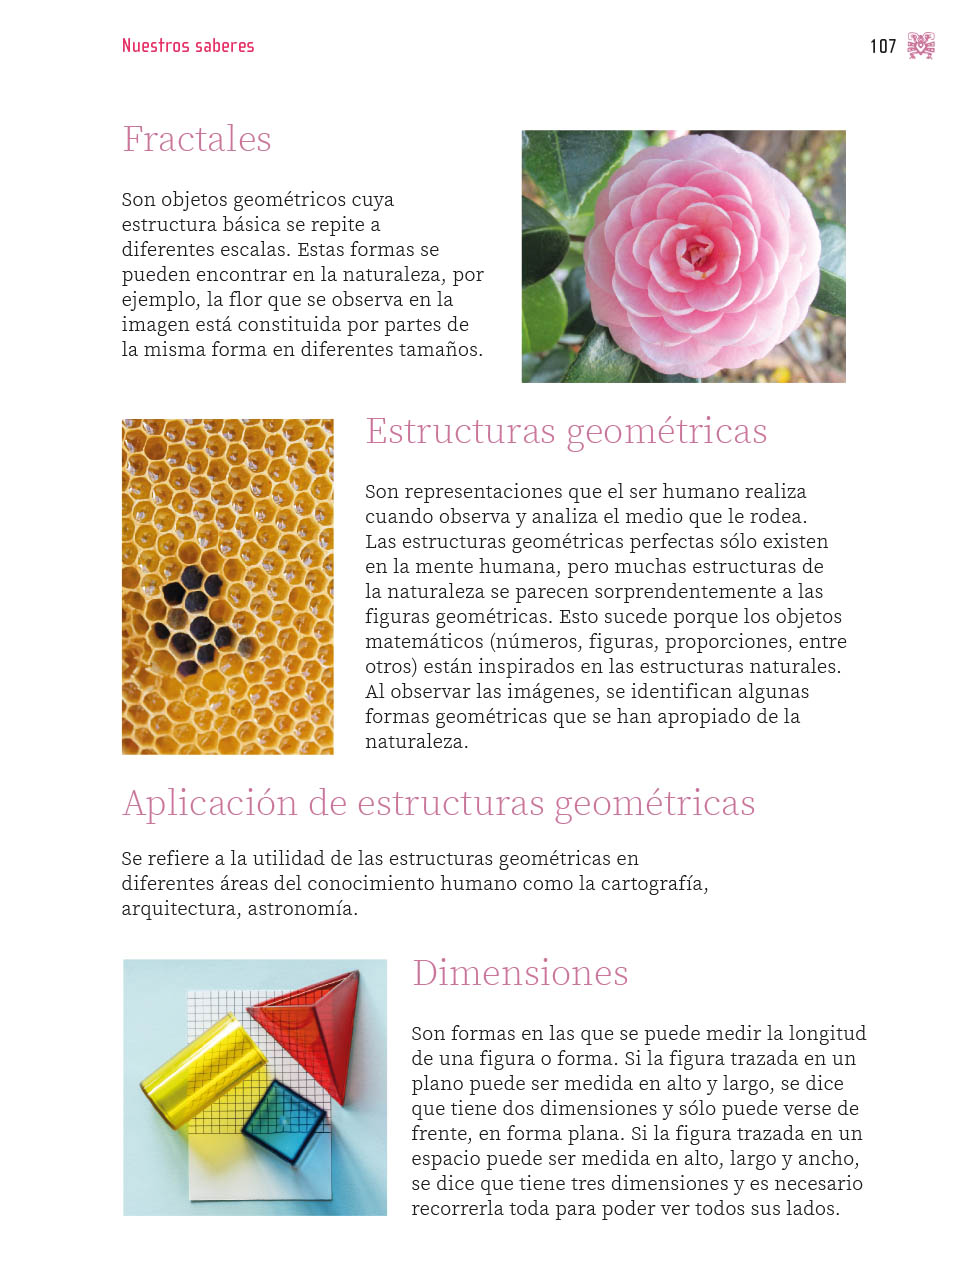 Nuestros saberes
107
Fractales
Son objetos geométricos cuya
estructura básica se repite a
diferentes escalas. Estas formas se
pueden encontrar en la naturaleza, por
ejemplo, la flor que se observa en la
imagen está constituida por partes de
la misma forma en diferentes tamaños.
Estructuras geométricas
Son representaciones que el ser humano realiza
cuando observa y analiza el medio que le rodea.
Las estructuras geométricas perfectas sólo existen
en la mente humana, pero muchas estructuras de
la naturaleza se parecen sorprendentemente a las
figuras geométricas. Esto sucede porque los objetos
matemáticos (números, figuras, proporciones, entre
otros) están inspirados en las estructuras naturales.
Al observar las imágenes, se identifican algunas
formas geométricas que se han apropiado de la
naturaleza.
Aplicación de estructuras geométricas
Se refiere a la utilidad de las estructuras geométricas en
diferentes áreas del conocimiento humano como la cartografía,
arquitectura, astronomía.
Dimensiones
Son formas en las que se puede medir la longitud
de una figura o forma. Si la figura trazada en un
plano puede ser medida en alto y largo, se dice
que tiene dos dimensiones y sólo puede verse de
frente, en forma plana. Si la figura trazada en un
espacio puede ser medida en alto, largo y ancho,
se dice que tiene tres dimensiones y es necesario
recorrerla toda para poder ver todos sus lados.